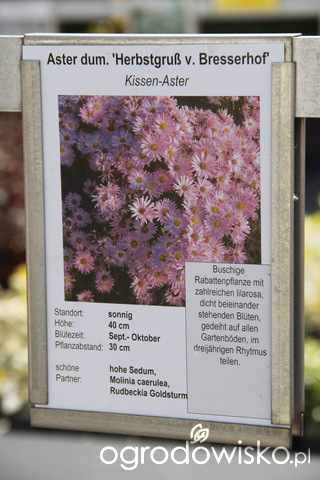 Aster dum. 'Herbstgruß v. Bresserhof'
Kissen-Aster
Buschige
Rabattenpflanze mit
zahlreichen lilarosa,
dicht beieinander
stehenden Blüten,
gedeiht auf allen
Gartenböden, im
dreijährigen Rhytmus
teilen.
Standort: sonnig
Höhe: 40 cm
Blütezeit: Sept.- Oktober
Pflanzabstand: 30 cm
schöne hohe Sedum,
Partner: Molinia caerulea,
Rudbeckia Goldsturm
ogrodowisko.pl